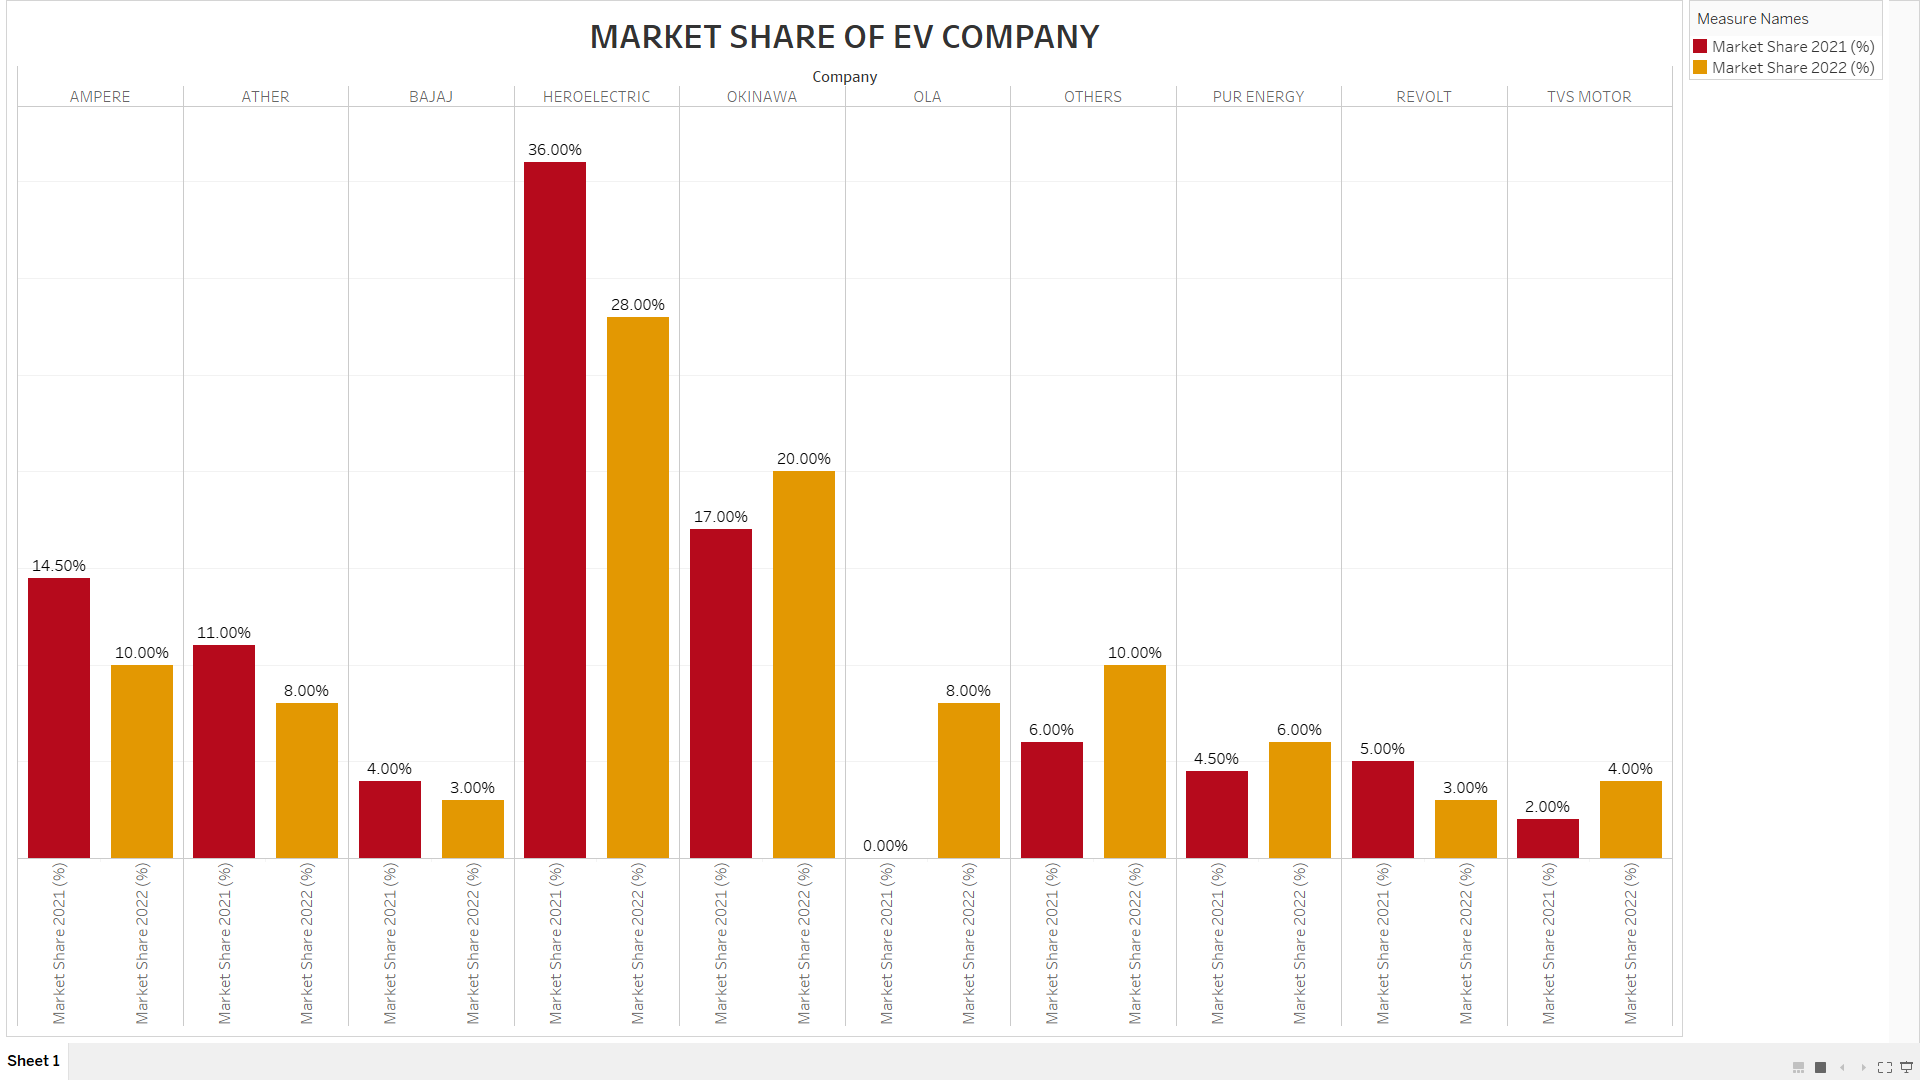 MARKET SHARE OF EV COMPANY
Measure Names
Market Share 2021 (%)
Market Share 2022 (%)
Company
AMPERE ATHER BAJAJ HEROELECTRIC OKINAWA OLA OTHERS PUR ENERGY REVOLT TVS MOTOR
36.00%
28.00%
20.00%
17.00%
14.50%
11.00%
10.00% 10.00%
8.00% 8.00%
6.00% 6.00%
5.00%
4.50%
4.00% 4.00%
3.00% 3.00%
2.00%
0.00%
Market Share 2021 (%)
Market Share 2022 (%)
Market Share 2021 (%)
Market Share 2022 (%)
Market Share 2021 (%)
Market Share 2022 (%)
Market Share 2021 (%)
Market Share 2022 (%)
Market Share 2021 (%)
Market Share 2022 (%)
Market Share 2021 (%)
Market Share 2022 (%)
Market Share 2021 (%)
Market Share 2022 (%)
Market Share 2021 (%)
Market Share 2022 (%)
Market Share 2021 (%)
Market Share 2022 (%)
Market Share 2021 (%)
Market Share 2022 (%)
Sheet 1